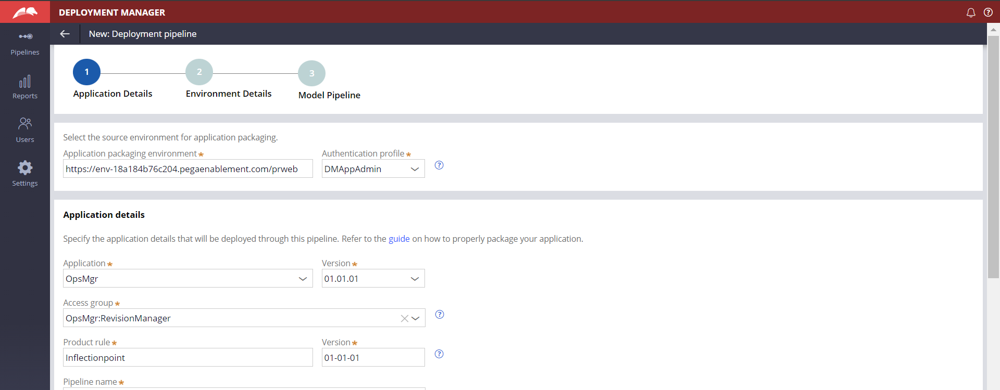 DEPLOYMENT MANAGER
New: Deployment pipeline
Pipelines
Reports
Users
Settings
1 2 3
Application Details Environment Details Model Pipeline
Select the source environment for application packaging.
Application packaging environment * Authentication profile *
https://env-18a184b76c204.pegaenablement.com/prweb DMAppAdmin ?
Application details
Specify the application details that will be deployed through this pipeline. Refer to the guide on how to properly package your application.
Application * Version *
OpsMgr 01.01.01
Access group *
OpsMgr:RevisionManager ?
Product rule * Version *
Inflectionpoint 01-01-01 ?
Pipeline name *